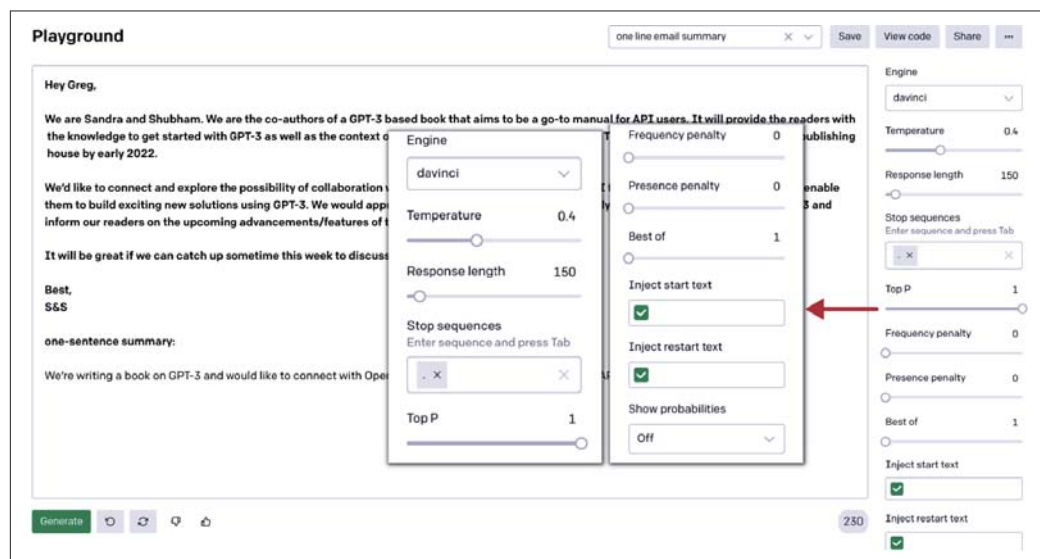 Playground
one line email summary
Save
View code
Share
Hey Greg,
We are Sandra and Shubham. We are the co-authors of a GPT-3 based book that aims to be a go-to manual for API users. It will provide the readers with
the knowledge to get started with GPT-3 as well as the context o
ublishing
house by early 2022.
We'd like to connect and explore the possibility of collaboration
enable
them to build exciting new solutions using GPT-3. We would app
3 and
inform our readers on the upcoming advancements/features of t
It will be great if we can catch up sometime this week to discuss
Best,
S&S
one-sentence summary:
We're writing a book on GPT-3 and would like to connect with Ope
Generate
230
Engine
davinci
Temperature 0.4
Response length 150
Stop sequences
Enter sequence and press Tab
.
Top P 1
Frequency penalty 0
Presence penalty 0
Best of 1
Inject start text
Inject restart text
Show probabilities
Off
Engine
davinci
Temperature 0.4
Response length 150
Stop sequences
Enter sequence and press Tab
.
Top P 1
Frequency penalty 0
Presence penalty 0
Best of 1
Inject start text
Inject restart text